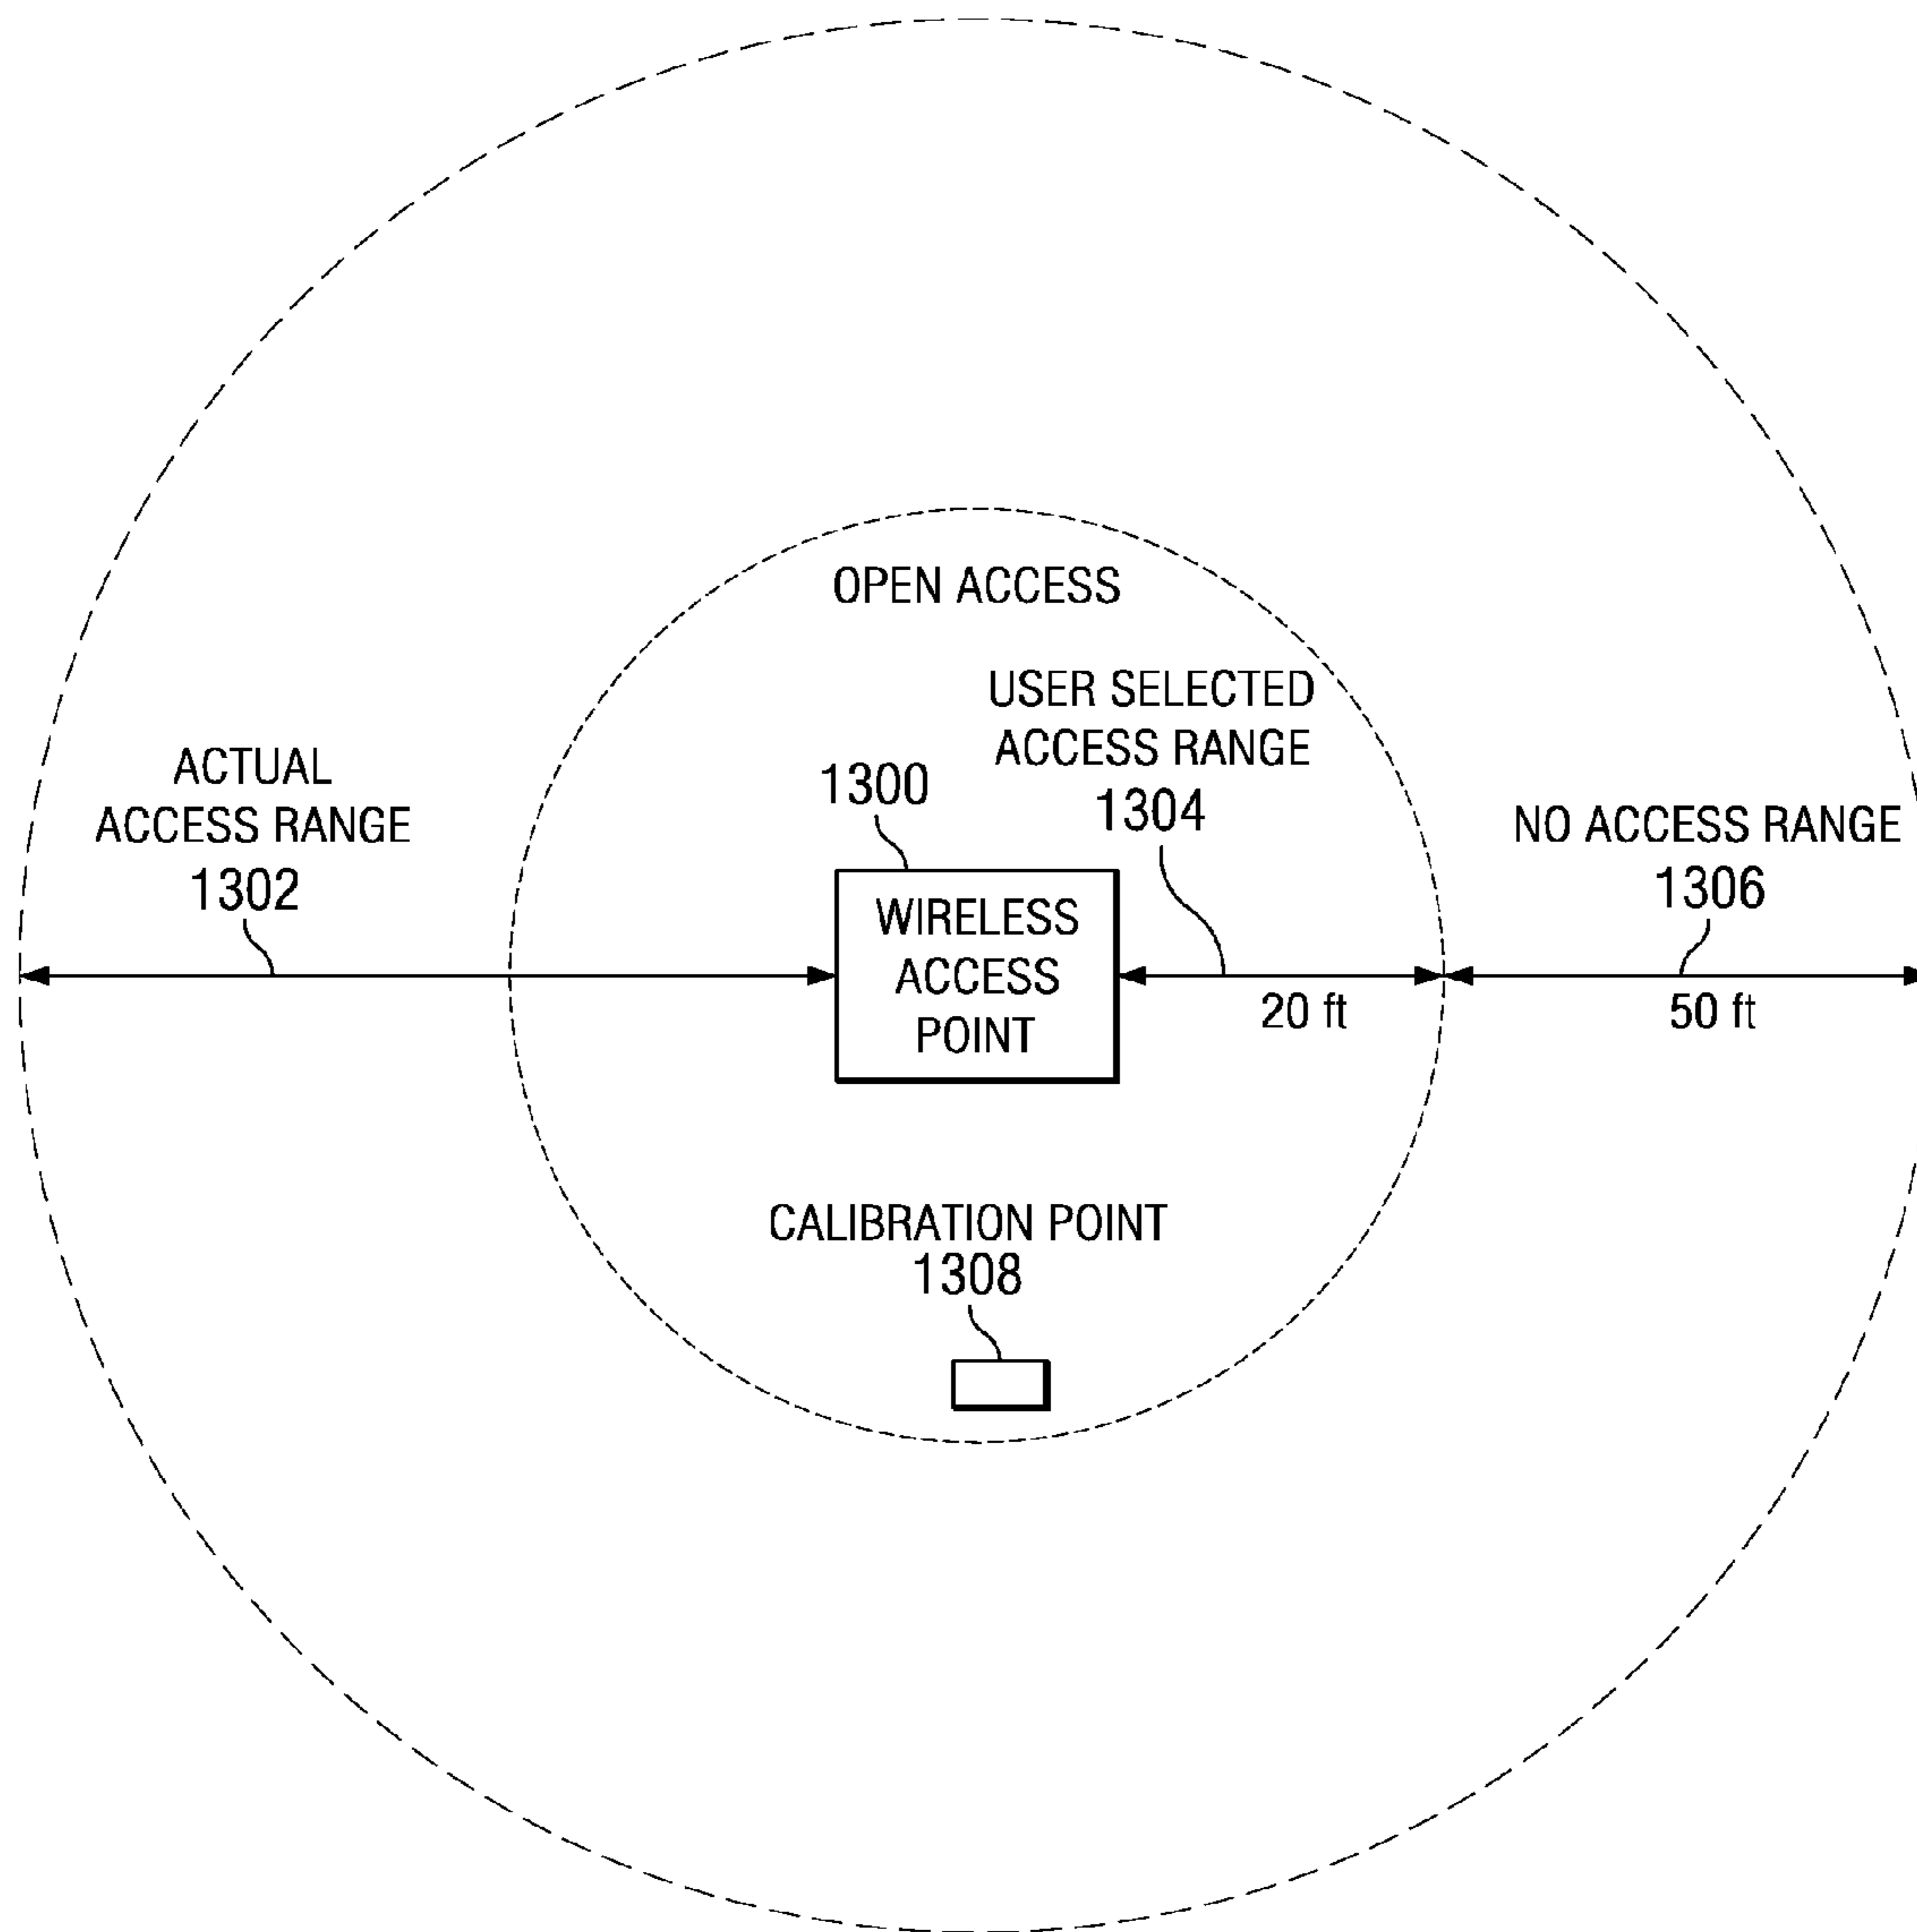 OPEN ACCESS
USER SELECTED
ACCESS RANGE
1304
ACTUAL
ACCESS RANGE
1302
1300
NO ACCESS RANGE
1306
WIRELESS
ACCESS
POINT
20 ft
50 ft
CALIBRATION POINT
1308